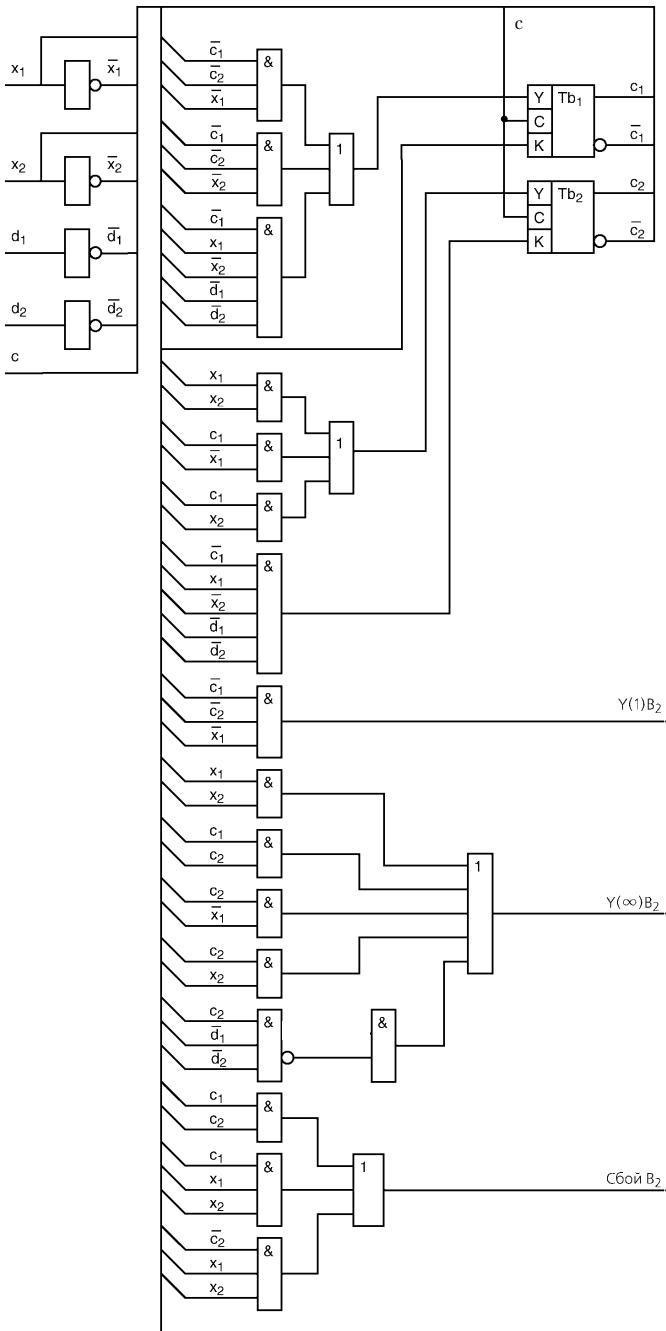 c
x₁
x̅₁
x₂
x̅₂
d₁
d̅₁
d₂
d̅₂
c
c̅₁
c̅₂
x̅₁
&
c̅₁
c̅₂
x̅₂
&
c̅₁
x₁
x̅₂
d̅₁
d̅₂
&
1
Y
C
K
Tb₁
c₁
c̅₁
Y
C
K
Tb₂
c₂
c̅₂
x₁
x₂
&
c₁
x̅₁
&
c₁
x₂
&
1
c̅₁
x₁
x̅₂
d̅₁
d̅₂
&
c̅₁
c̅₂
x̅₁
&
Y(1)B₂
x₁
x₂
&
c₁
c₂
&
c₂
x̅₁
&
c₂
x₂
&
c₂
d̅₁
d̅₂
&
&
1
Y(∞)B₂
c₁
c₂
&
c₁
x₁
x₂
&
c̅₂
x₁
x₂
&
1
Сбой B₂